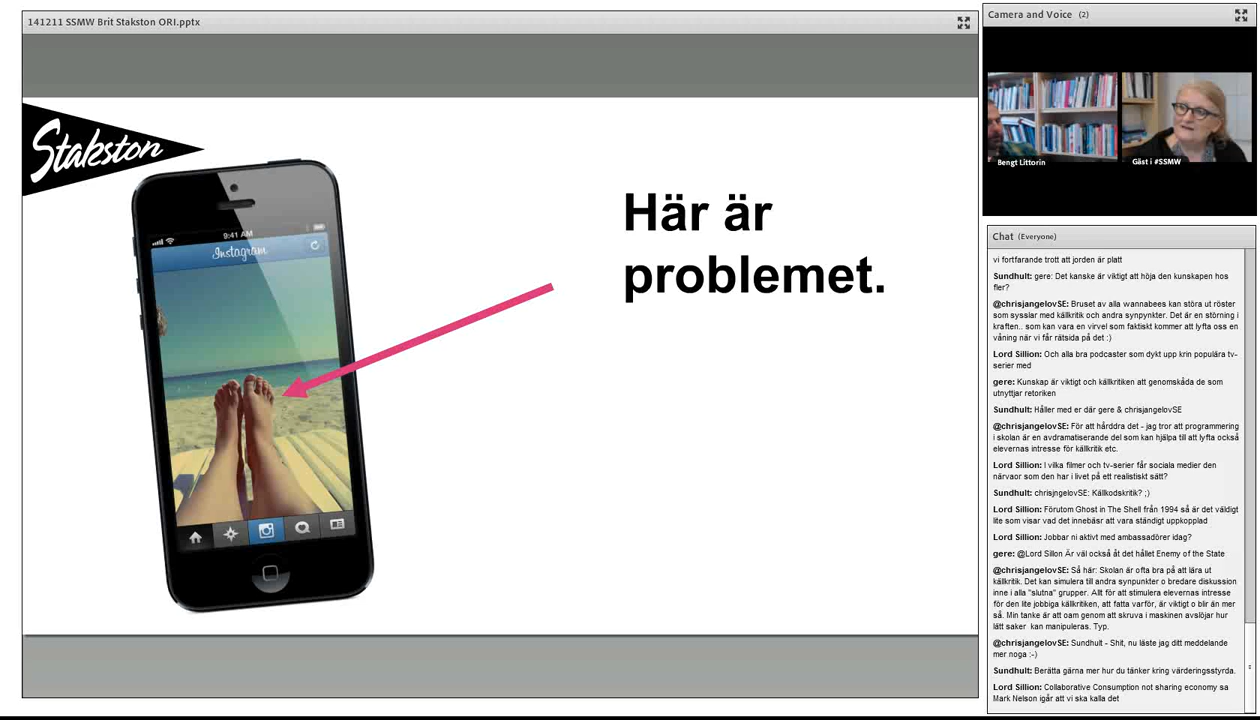 141211 SSMW Brit Stakston ORI.pptx
Stakston
9:41 AM
Instagram
Här är
problemet.
Camera and Voice (2)
Bengt Littorin
Gäst i #SSMW
Chat (Everyone)
vi fortfarande trott att jorden är platt
Sundhult: gere: Det kanske är viktigt att höja den kunskapen hos
fler?
@chrisjangelovSE: Bruset av alla wannabees kan störa ut röster
som sysslar med källkritik och andra synpynkter. Det är en störning i
kraften.. som kan vara en virvel som faktiskt kommer att lyfta oss en
våning när vi får rätsida på det :)
Lord Sillion: Och alla bra podcaster som dykt upp krin populära tv-
serier med
gere: Kunskap är viktigt och källkritiken att genomskåda de som
utnyttjar retoriken
Sundhult: Håller med er där gere & chrisjangelovSE
@chrisjangelovSE: För att hårddra det - jag tror att programmering
i skolan är en avdramatiserande del som kan hjälpa till att lyfta också
elevernas intresse för källkritik etc.
Lord Sillion: I vilka filmer och tv-serier får sociala medier den
närvaor som den har i livet på ett realistiskt sätt?
Sundhult: chrisjngelovSE: Källkodskritik? ;)
Lord Sillion: Förutom Ghost in The Shell från 1994 så är det väldigt
lite som visar vad det innebäsr att vara ständigt uppkopplad
Lord Sillion: Jobbar ni aktivt med ambassadörer idag?
gere: @Lord Sillon Är väl också åt det hållet Enemy of the State
@chrisjangelovSE: Så här: Skolan är ofta bra på att lära ut
källkritik. Det kan simulera till andra synpunkter o bredare diskussion
inne i alla "slutna" grupper. Allt för att stimulera elevernas intresse
för den lite jobbiga källkritiken, att fatta varför, är viktigt o blir än mer
så. Min tanke är att oam genom att skruva i maskinen avslöjar hur
lätt saker kan manipuleras. Typ.
@chrisjangelovSE: Sundhult - Shit, nu läste jag ditt meddelande
mer noga :-)
Sundhult: Berätta gärna mer hur du tänker kring värderingsstyrda.
Lord Sillion: Collaborative Consumption not sharing economy sa
Mark Nelson igår att vi ska kalla det